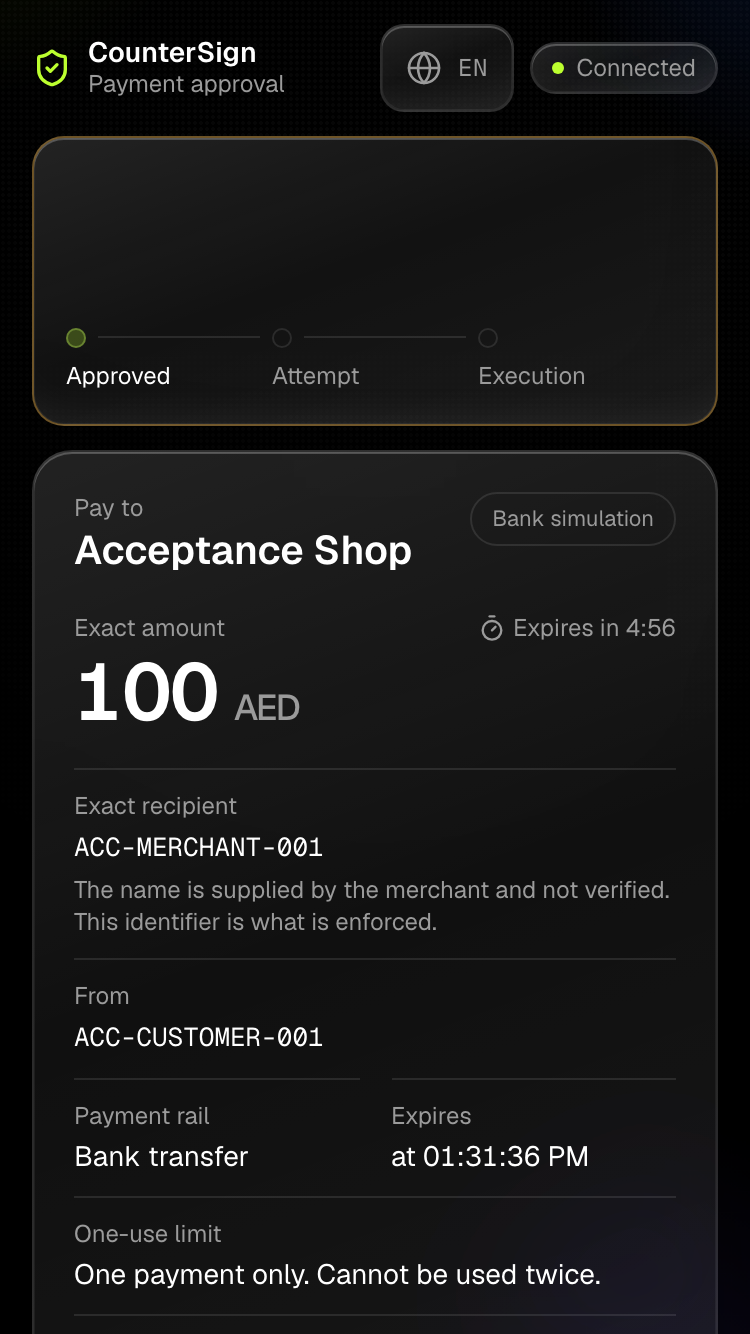 CounterSign
Payment approval
EN
Connected
Approved
Attempt
Execution
Pay to
Bank simulation
Acceptance Shop
Exact amount
Expires in 4:56
100 AED
Exact recipient
ACC-MERCHANT-001
The name is supplied by the merchant and not verified.
This identifier is what is enforced.
From
ACC-CUSTOMER-001
Payment rail
Expires
Bank transfer
at 01:31:36 PM
One-use limit
One payment only. Cannot be used twice.